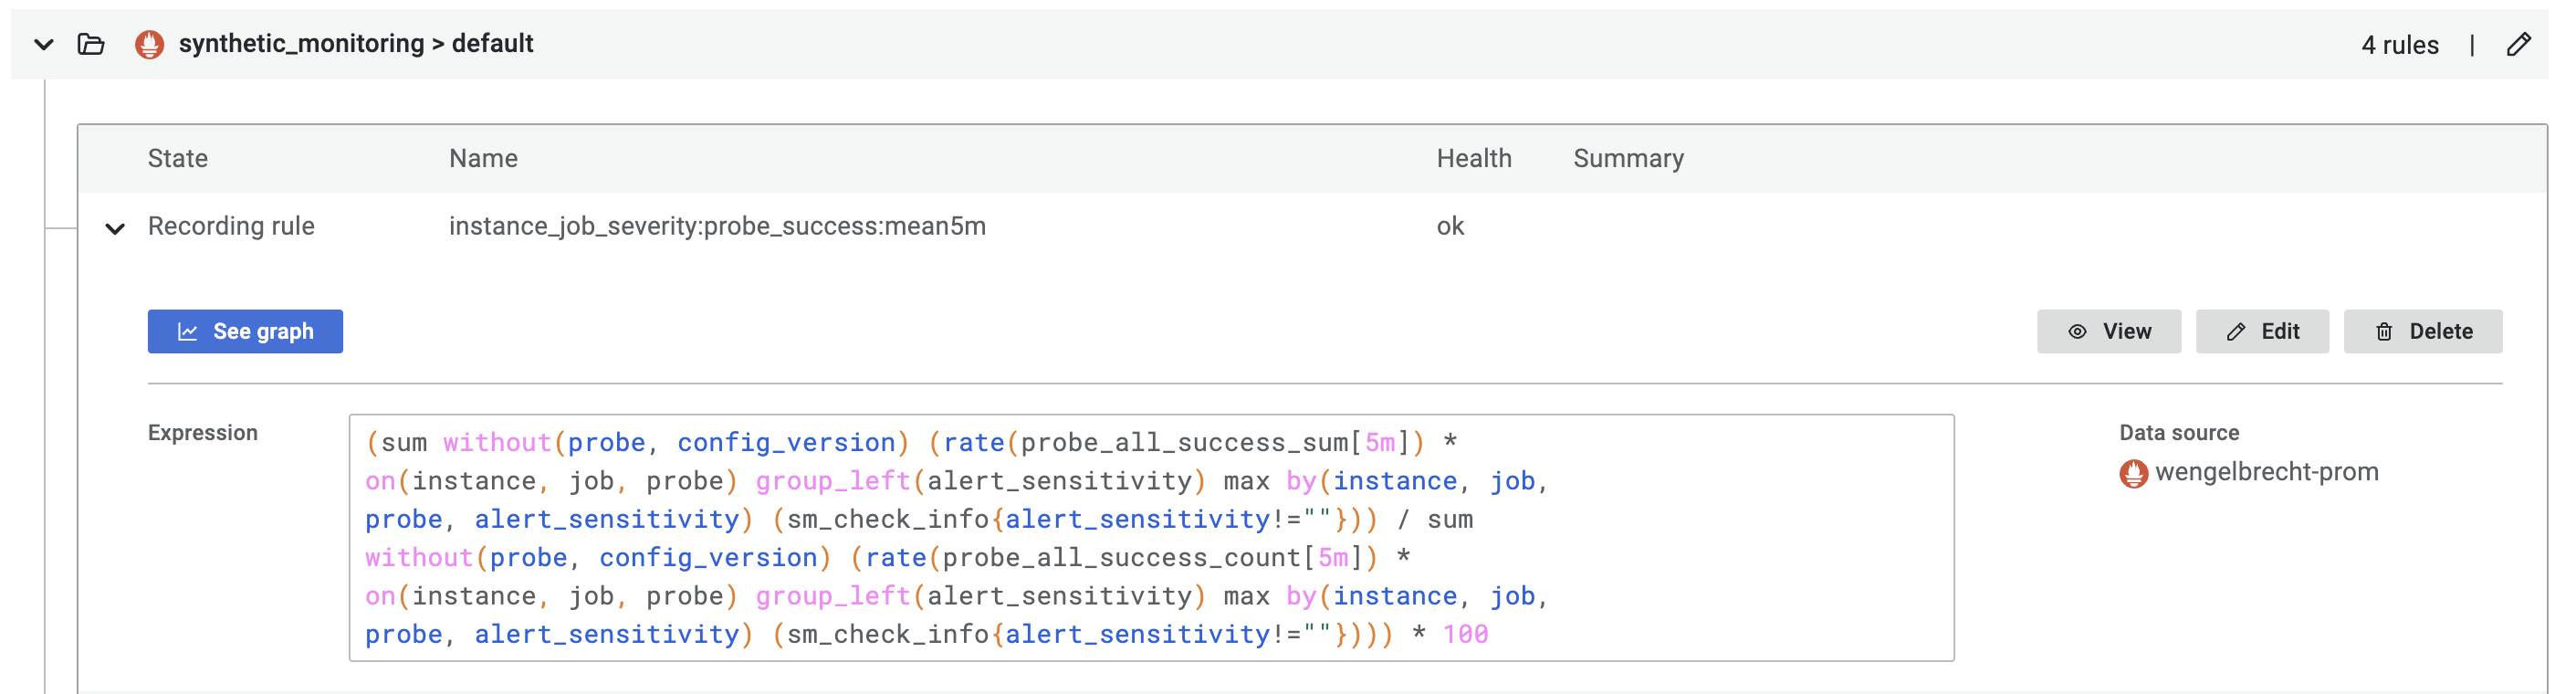 synthetic_monitoring > default
4 rules |
State Name Health Summary
Recording rule instance_job_severity:probe_success:mean5m ok
See graph View Edit Delete
Expression
(sum without(probe, config_version) (rate(probe_all_success_sum[5m]) *
on(instance, job, probe) group_left(alert_sensitivity) max by(instance, job,
probe, alert_sensitivity) (sm_check_info{alert_sensitivity!=""})) / sum
without(probe, config_version) (rate(probe_all_success_count[5m]) *
on(instance, job, probe) group_left(alert_sensitivity) max by(instance, job,
probe, alert_sensitivity) (sm_check_info{alert_sensitivity!=""}))) * 100
Data source
wengelbrecht-prom